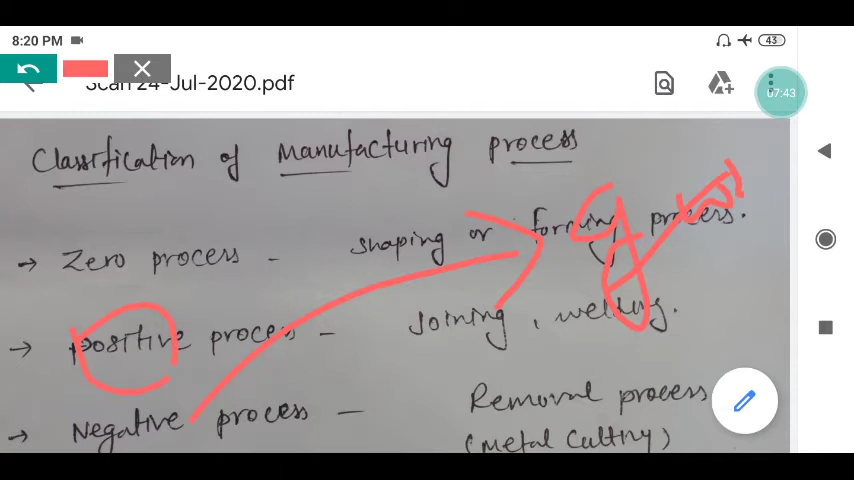 8:20 PM
43
Scan 24-Jul-2020.pdf
07:43
Classification of Manufacturing process
→ Zero process - shaping or forming process.
→ positive process - Joining, welding.
→ Negative process - Removal process
(Metal Cutting)